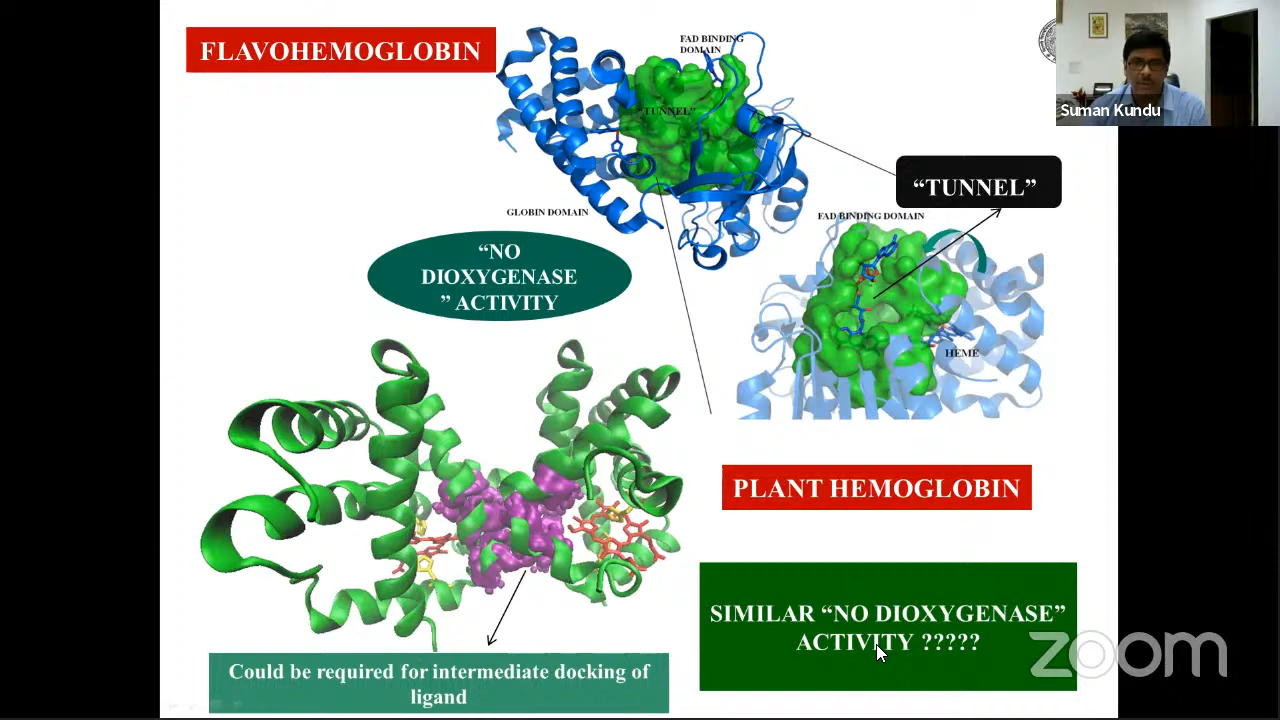 FLAVOHEMOGLOBIN
FAD BINDING
DOMAIN
“TUNNEL”
Suman Kundu
“TUNNEL”
GLOBIN DOMAIN
FAD BINDING DOMAIN
“NO
DIOXYGENASE
” ACTIVITY
HEME
PLANT HEMOGLOBIN
SIMILAR “NO DIOXYGENASE”
ACTIVITY ?????
zoom
Could be required for intermediate docking of
ligand